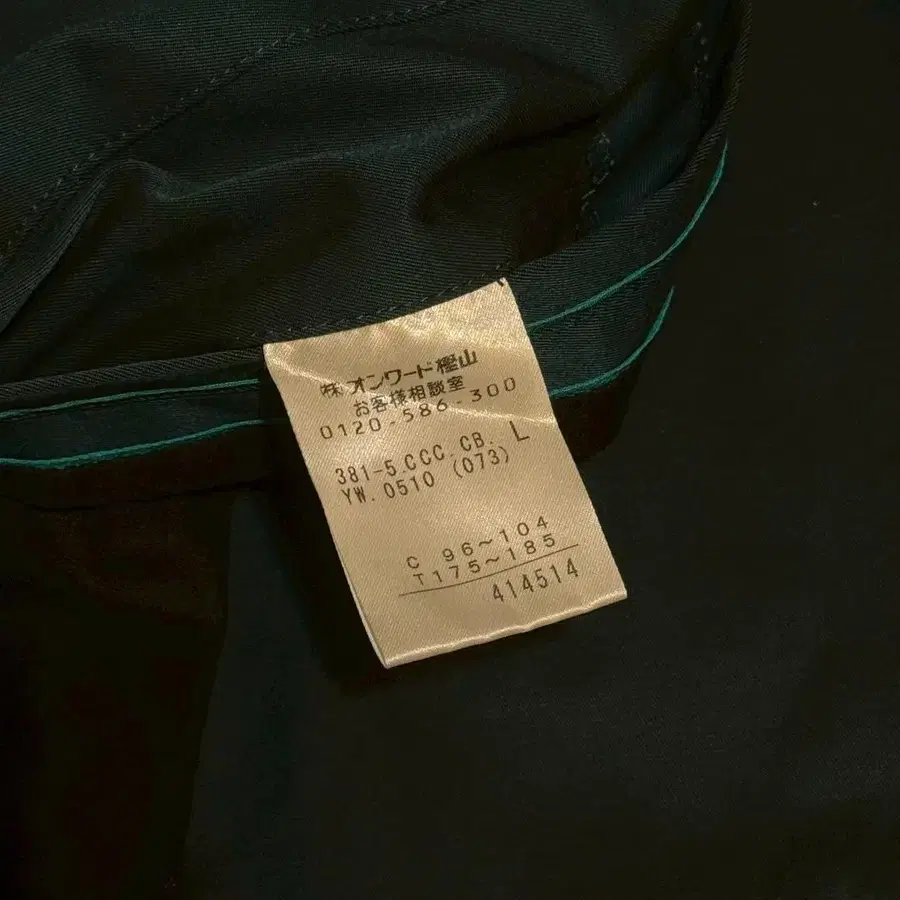 ㈱オンワード樫山
お客様相談室
0120-586-300
381-5.CCC.CB. L
YW.0510 (073)
C 96~104
T175~185
414514